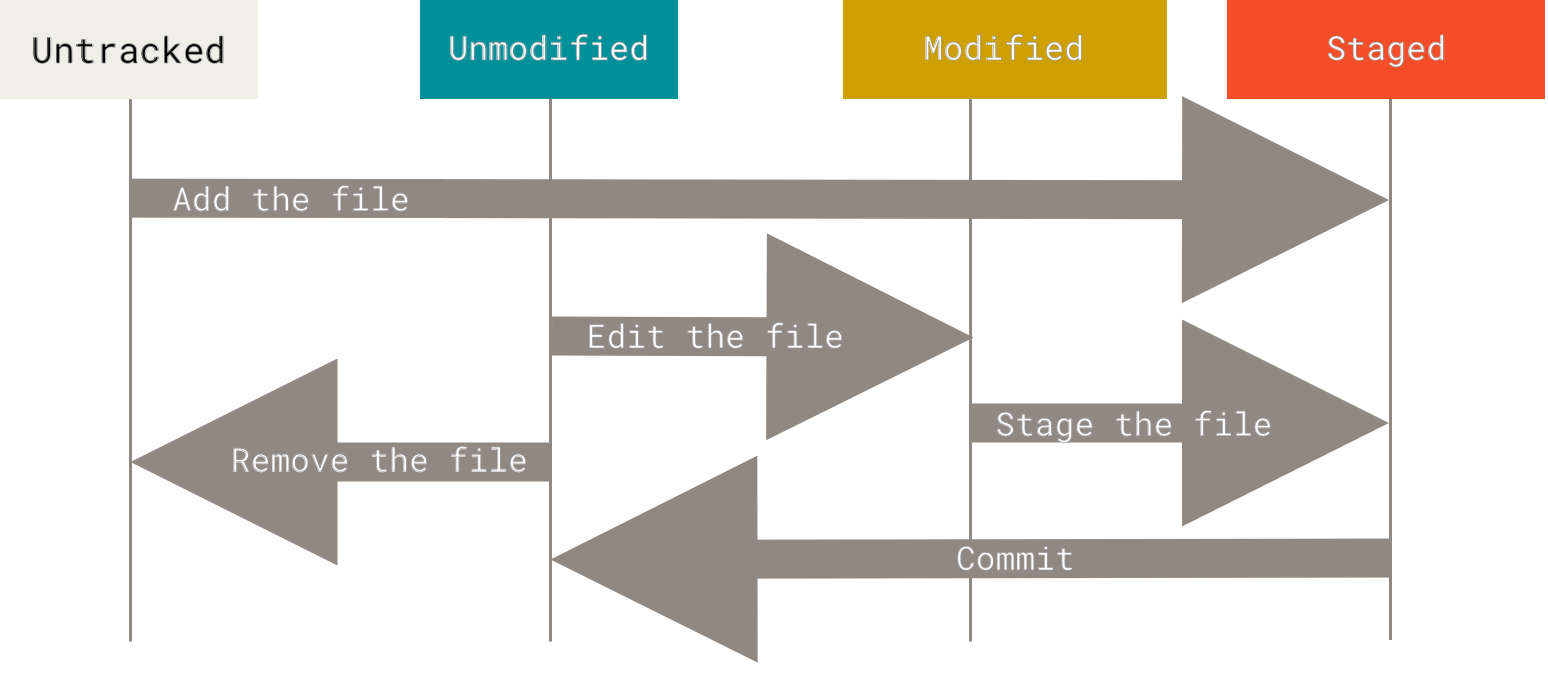 Untracked
Unmodified
Modified
Staged
Add the file
Edit the file
Stage the file
Remove the file
Commit